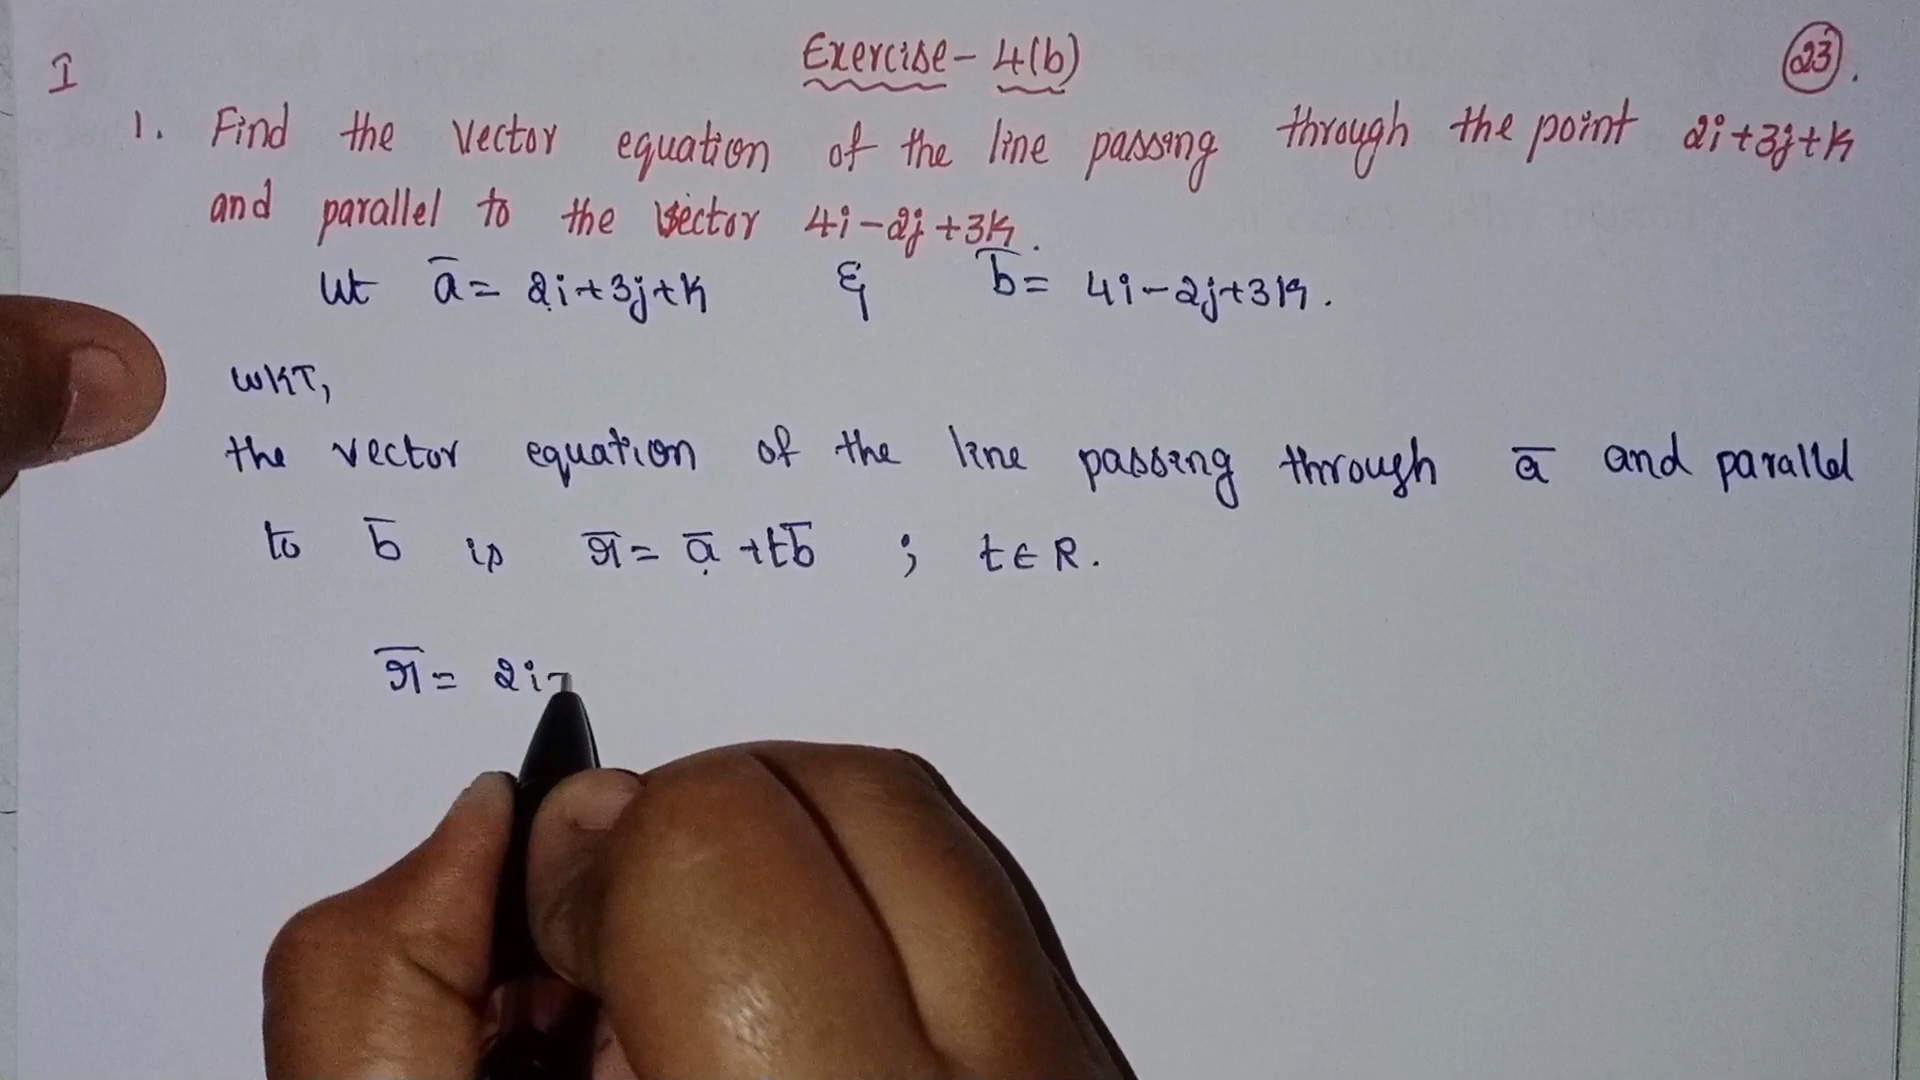 Exercise - 4(b)
23.
I
1. Find the vector equation of the line passing through the point 2i+3j+k
and parallel to the vector 4i-2j+3k.
let a̅ = 2i+3j+k & b̅ = 4i-2j+3k.
WKT,
the vector equation of the line passing through a̅ and parallel
to b̅ is r̅ = a̅ + tb̅ ; t∈R.
r̅ = 2i+